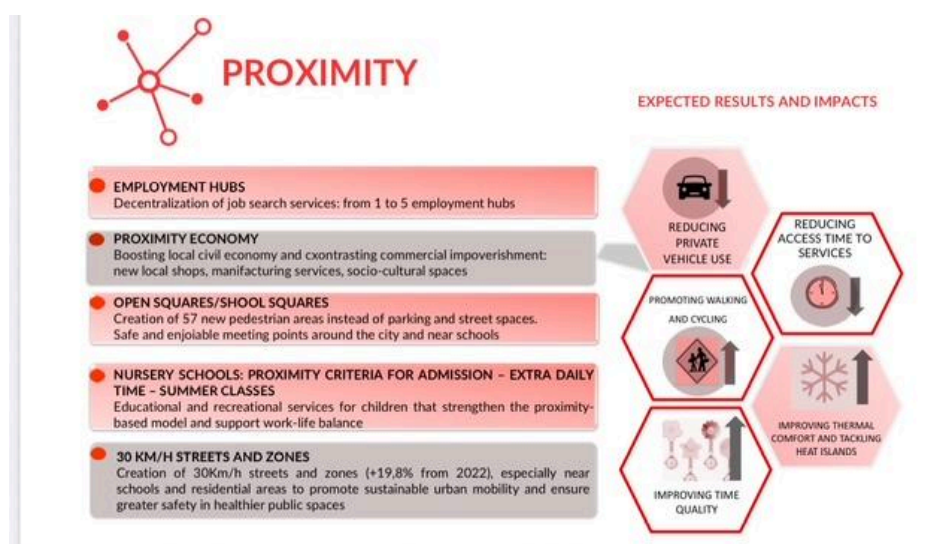 PROXIMITY
EXPECTED RESULTS AND IMPACTS
EMPLOYMENT HUBS
Decentralization of job search services: from 1 to 5 employment hubs
PROXIMITY ECONOMY
Boosting local civil economy and cxontrasting commercial impoverishment:
new local shops, manifacturing services, socio-cultural spaces
OPEN SQUARES/SHOOL SQUARES
Creation of 57 new pedestrian areas instead of parking and street spaces.
Safe and enjoiable meeting points around the city and near schools
NURSERY SCHOOLS: PROXIMITY CRITERIA FOR ADMISSION – EXTRA DAILY
TIME – SUMMER CLASSES
Educational and recreational services for children that strengthen the proximity-
based model and support work-life balance
30 KM/H STREETS AND ZONES
Creation of 30Km/h streets and zones (+19,8% from 2022), especially near
schools and residential areas to promote sustainable urban mobility and ensure
greater safety in healthier public spaces
REDUCING
PRIVATE
VEHICLE USE
REDUCING
ACCESS TIME TO
SERVICES
PROMOTING WALKING
AND CYCLING
IMPROVING THERMAL
COMFORT AND TACKLING
HEAT ISLANDS
IMPROVING TIME
QUALITY